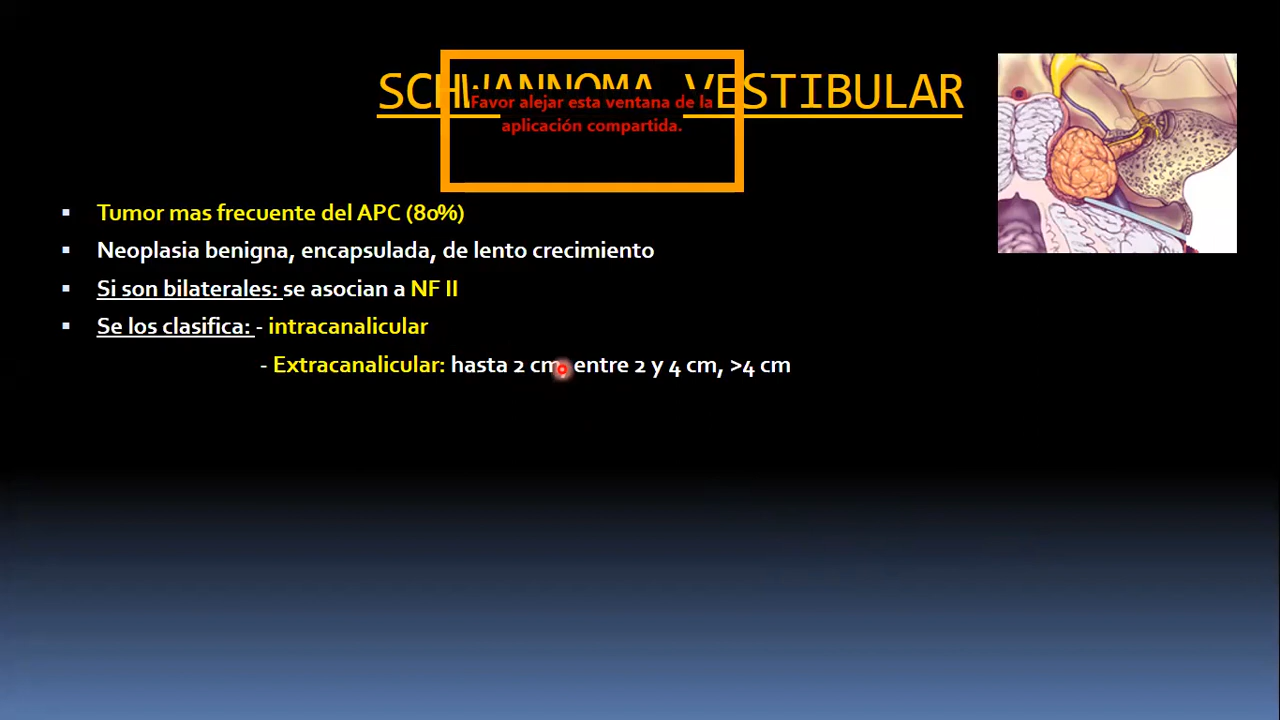 SCHWANNOMA VESTIBULAR
Favor alejar esta ventana de la
aplicación compartida.
▪ Tumor mas frecuente del APC (80%)
▪ Neoplasia benigna, encapsulada, de lento crecimiento
▪ Si son bilaterales: se asocian a NF II
▪ Se los clasifica: - intracanalicular
- Extracanalicular: hasta 2 cm, entre 2 y 4 cm, >4 cm